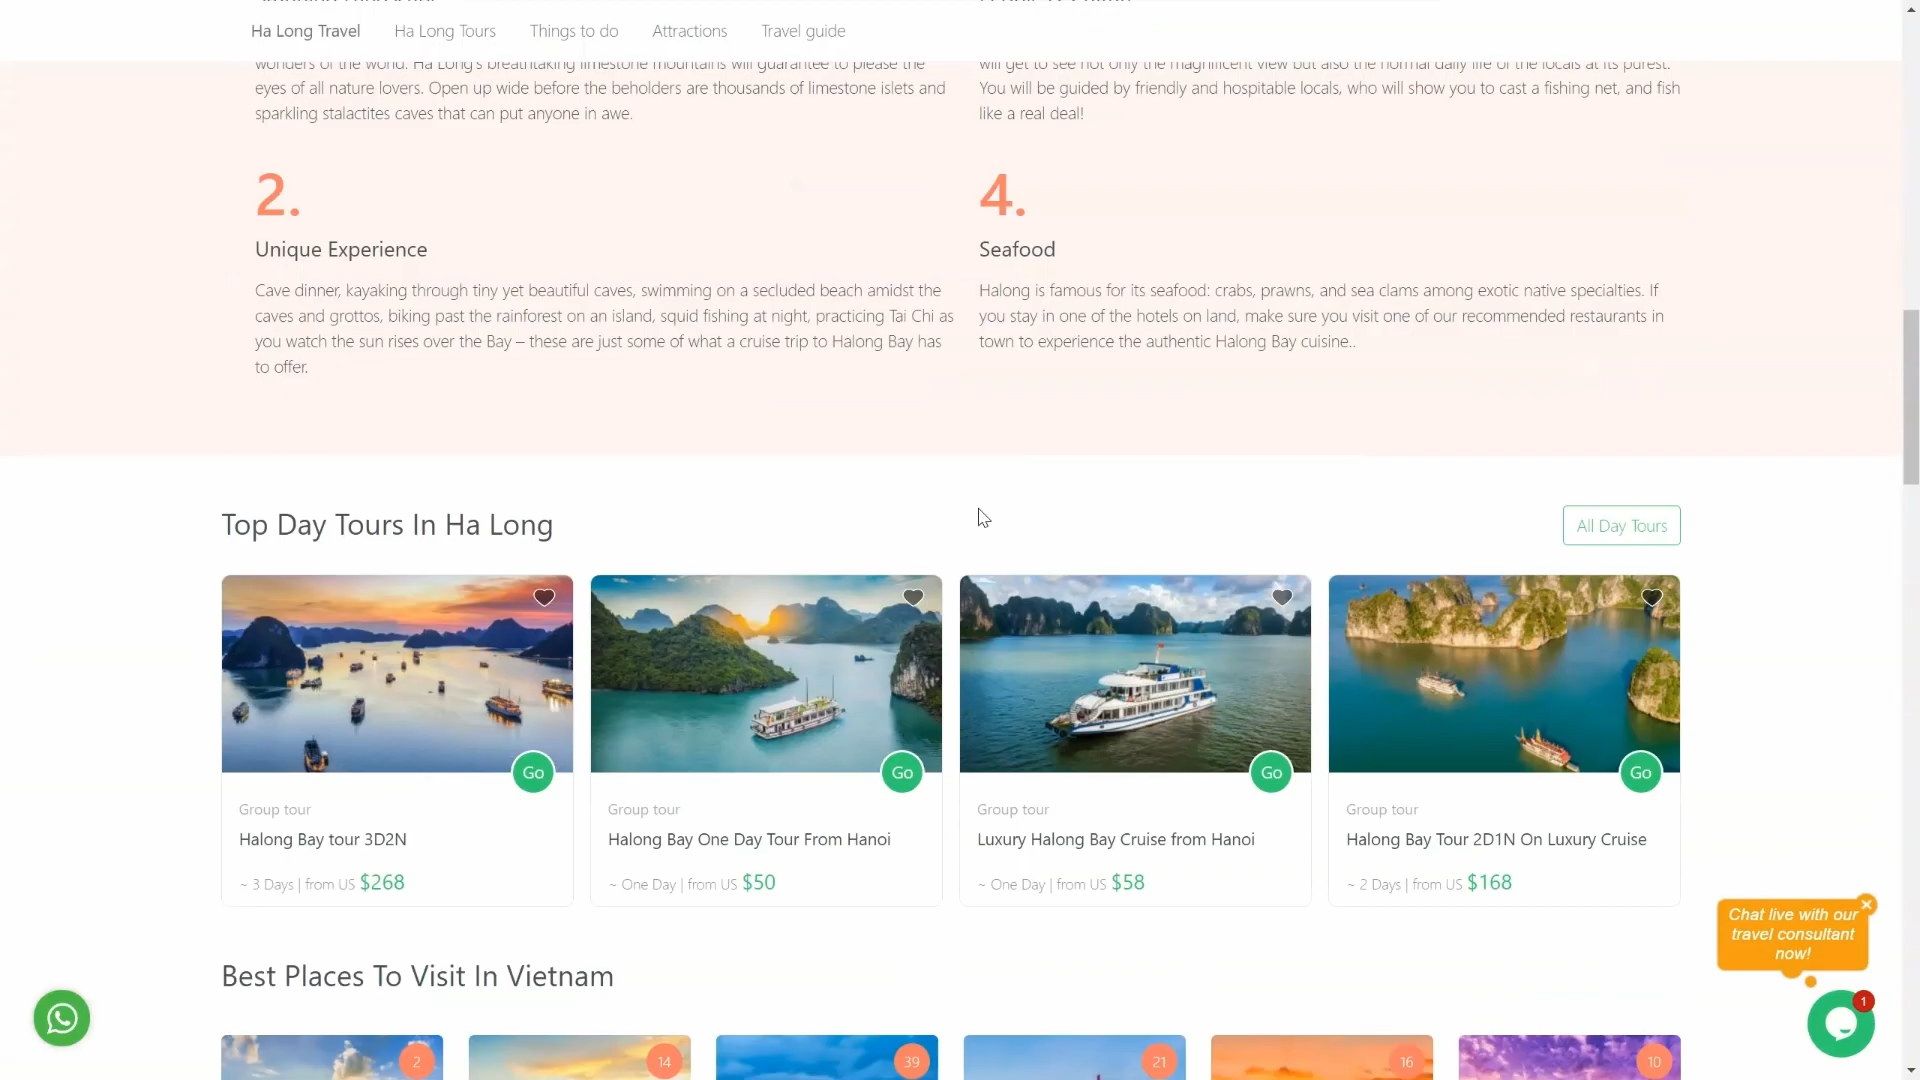 Ha Long Travel
Ha Long Tours
Things to do
Attractions
Travel guide
wonders of the world. Ha Long's breathtaking limestone mountains will guarantee to please the
eyes of all nature lovers. Open up wide before the beholders are thousands of limestone islets and
sparkling stalactites caves that can put anyone in awe.
2.
Unique Experience
Cave dinner, kayaking through tiny yet beautiful caves, swimming on a secluded beach amidst the
caves and grottos, biking past the rainforest on an island, squid fishing at night, practicing Tai Chi as
you watch the sun rises over the Bay – these are just some of what a cruise trip to Halong Bay has
to offer.
will get to see not only the magnificent view but also the normal daily life of the locals at its purest.
You will be guided by friendly and hospitable locals, who will show you to cast a fishing net, and fish
like a real deal!
4.
Seafood
Halong is famous for its seafood: crabs, prawns, and sea clams among exotic native specialties. If
you stay in one of the hotels on land, make sure you visit one of our recommended restaurants in
town to experience the authentic Halong Bay cuisine..
Top Day Tours In Ha Long
All Day Tours
Go
Group tour
Halong Bay tour 3D2N
~ 3 Days | from US $268
Go
Group tour
Halong Bay One Day Tour From Hanoi
~ One Day | from US $50
Go
Group tour
Luxury Halong Bay Cruise from Hanoi
~ One Day | from US $58
Go
Group tour
Halong Bay Tour 2D1N On Luxury Cruise
~ 2 Days | from US $168
Chat live with our
travel consultant
now!
1
Best Places To Visit In Vietnam
2
14
39
21
16
10